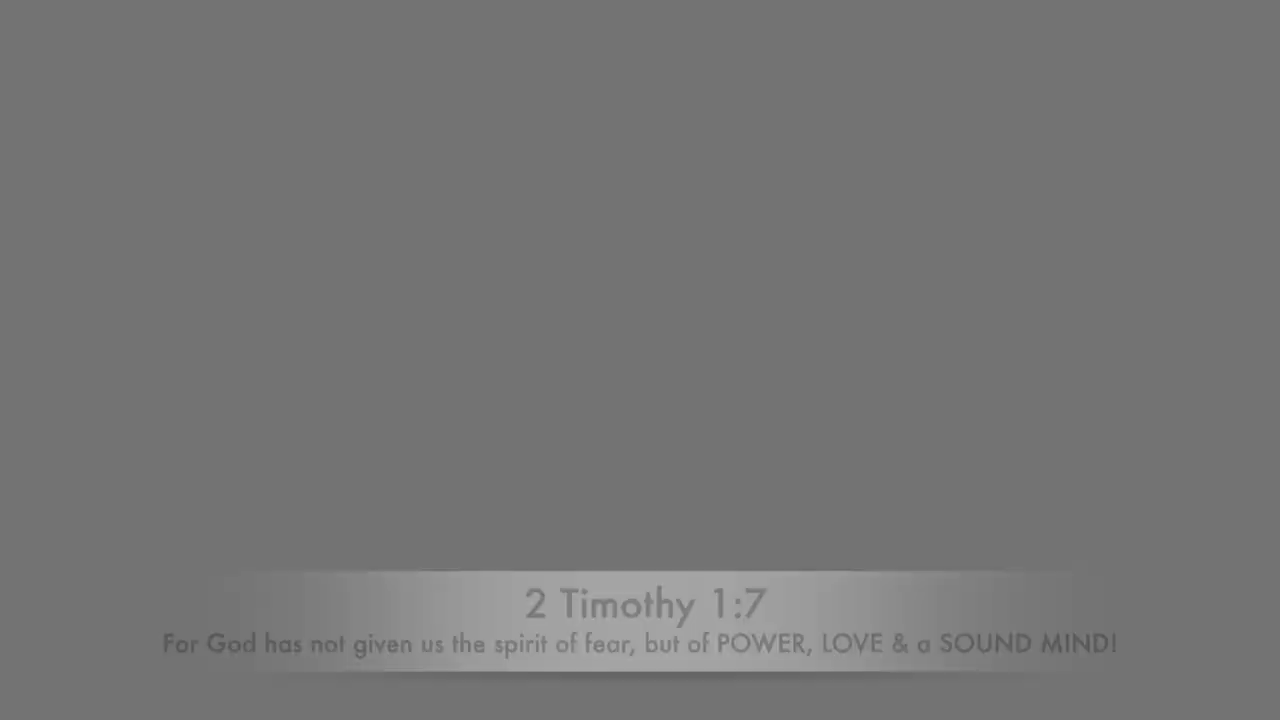 2 Timothy 1:7
For God has not given us the spirit of fear, but of POWER, LOVE & a SOUND MIND!